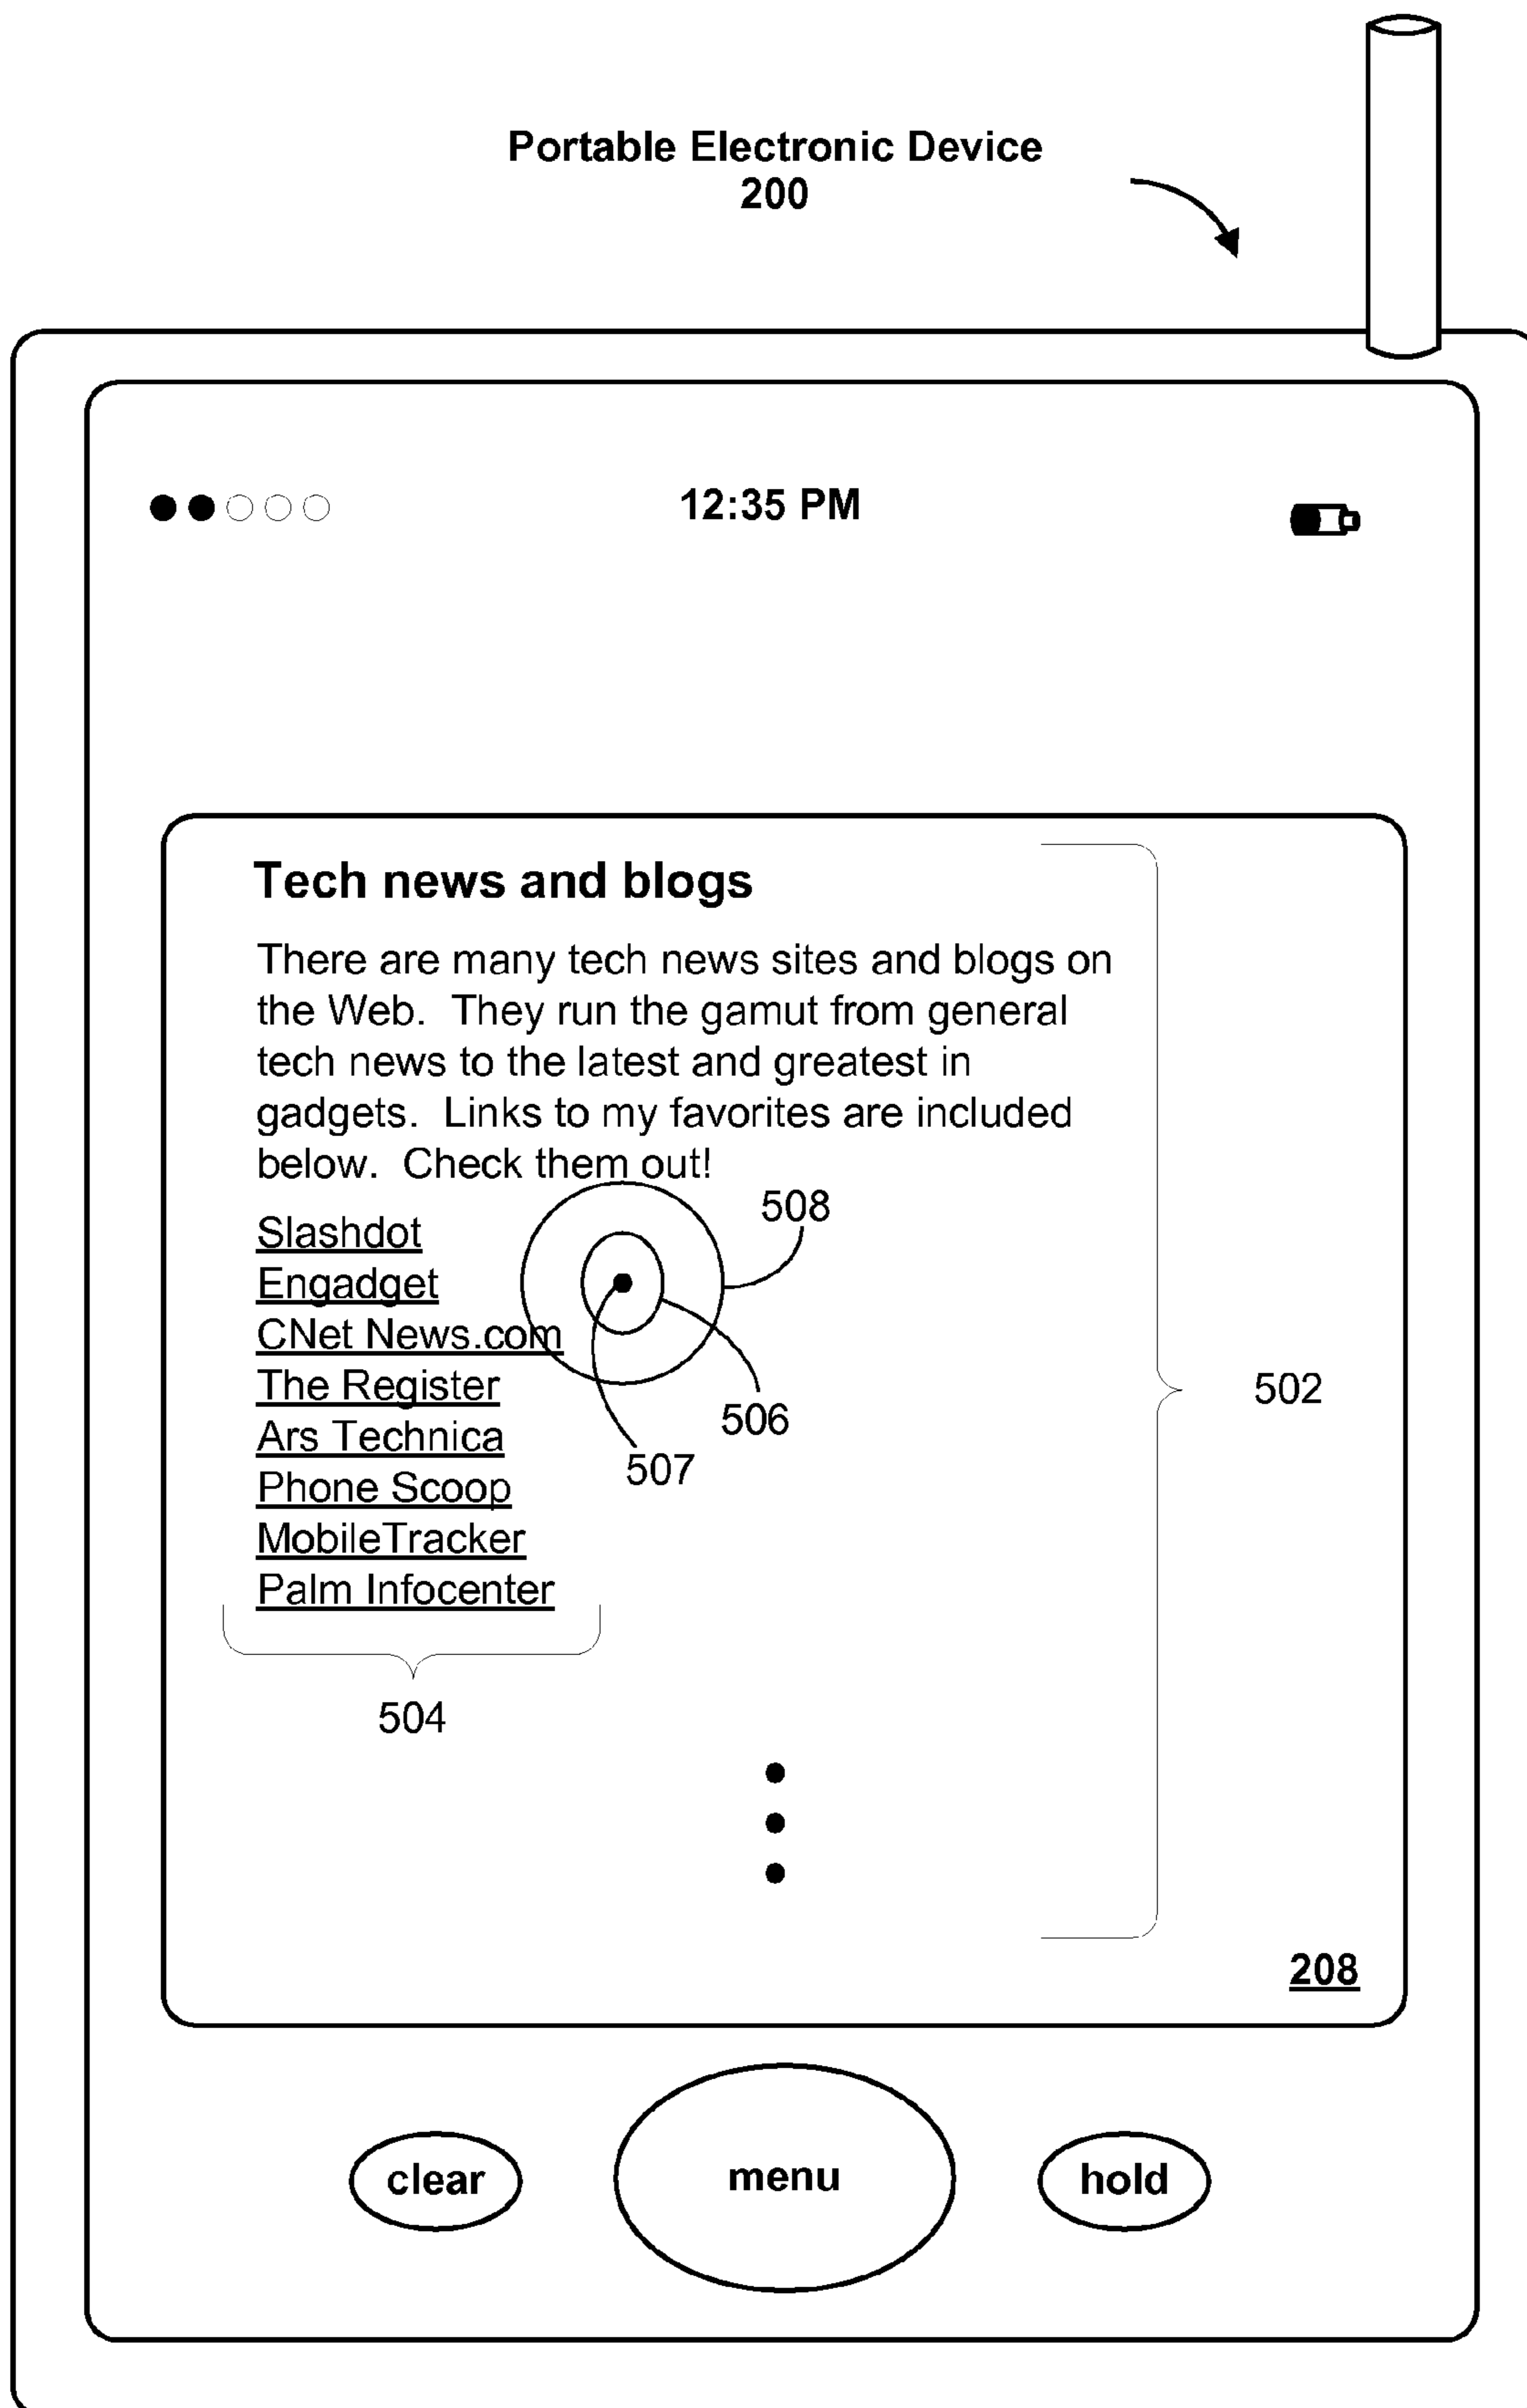 Portable Electronic Device
200
12:35 PM
Tech news and blogs
There are many tech news sites and blogs on
the Web.  They run the gamut from general
tech news to the latest and greatest in
gadgets.  Links to my favorites are included
below.  Check them out!
508
Slashdot
Engadget
CNet News.com
The Register
502
Ars Technica
506
Phone Scoop
507
MobileTracker
Palm Infocenter
504
208
clear
menu
hold